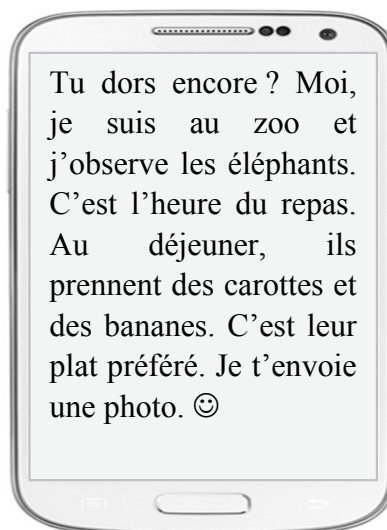 Tu dors encore ? Moi,
je suis au zoo et
j’observe les éléphants.
C’est l’heure du repas.
Au déjeuner, ils
prennent des carottes et
des bananes. C’est leur
plat préféré. Je t’envoie
une photo. ☺